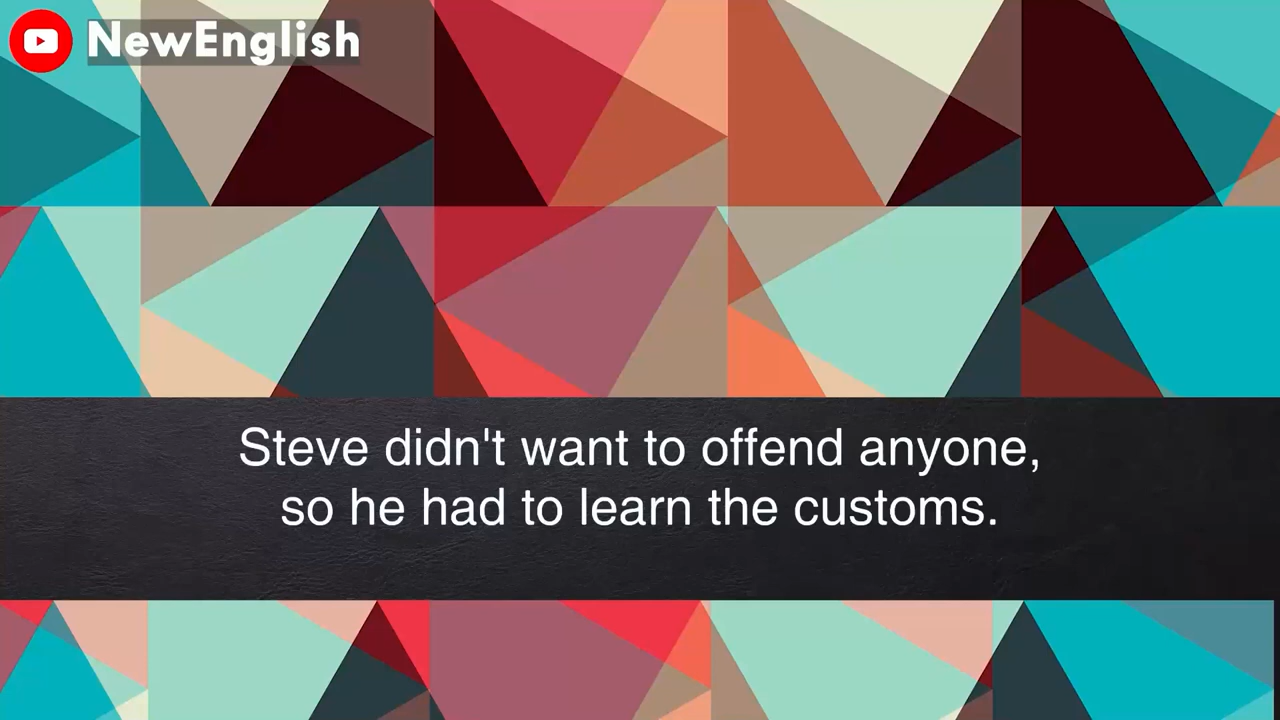 NewEnglish
Steve didn't want to offend anyone,
so he had to learn the customs.